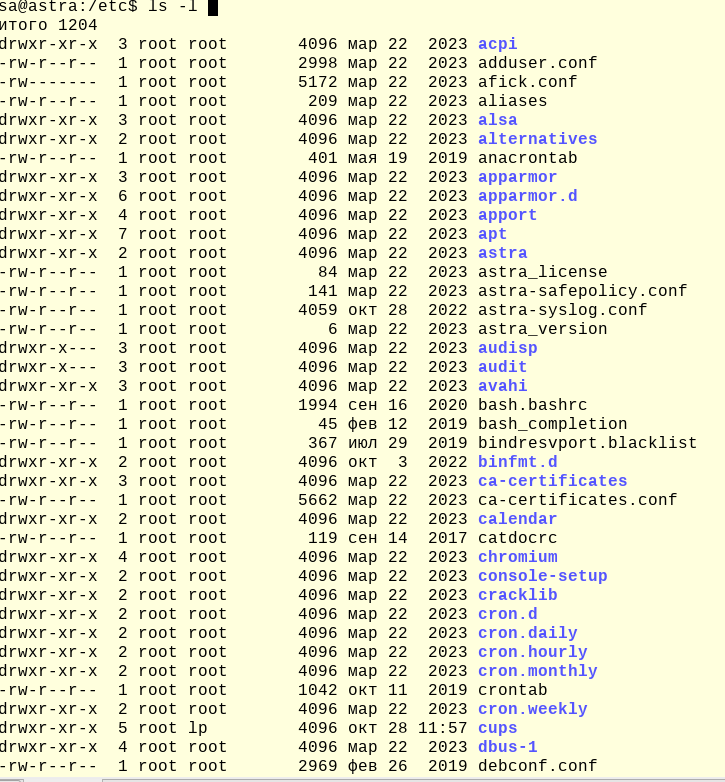 sa@astra:/etc$ ls -l
итого 1204
drwxr-xr-x  3 root root       4096 мар 22  2023 acpi
-rw-r--r--  1 root root       2998 мар 22  2023 adduser.conf
-rw-------  1 root root       5172 мар 22  2023 afick.conf
-rw-r--r--  1 root root        209 мар 22  2023 aliases
drwxr-xr-x  3 root root       4096 мар 22  2023 alsa
drwxr-xr-x  2 root root       4096 мар 22  2023 alternatives
-rw-r--r--  1 root root        401 мая 19  2019 anacrontab
drwxr-xr-x  3 root root       4096 мар 22  2023 apparmor
drwxr-xr-x  6 root root       4096 мар 22  2023 apparmor.d
drwxr-xr-x  4 root root       4096 мар 22  2023 apport
drwxr-xr-x  7 root root       4096 мар 22  2023 apt
drwxr-xr-x  2 root root       4096 мар 22  2023 astra
-rw-r--r--  1 root root         84 мар 22  2023 astra_license
-rw-r--r--  1 root root        141 мар 22  2023 astra-safepolicy.conf
-rw-r--r--  1 root root       4059 окт 28  2022 astra-syslog.conf
-rw-r--r--  1 root root          6 мар 22  2023 astra_version
drwxr-x---  3 root root       4096 мар 22  2023 audisp
drwxr-x---  3 root root       4096 мар 22  2023 audit
drwxr-xr-x  3 root root       4096 мар 22  2023 avahi
-rw-r--r--  1 root root       1994 сен 16  2020 bash.bashrc
-rw-r--r--  1 root root         45 фев 12  2019 bash_completion
-rw-r--r--  1 root root        367 июл 29  2019 bindresvport.blacklist
drwxr-xr-x  2 root root       4096 окт  3  2022 binfmt.d
drwxr-xr-x  3 root root       4096 мар 22  2023 ca-certificates
-rw-r--r--  1 root root       5662 мар 22  2023 ca-certificates.conf
drwxr-xr-x  2 root root       4096 мар 22  2023 calendar
-rw-r--r--  1 root root        119 сен 14  2017 catdocrc
drwxr-xr-x  4 root root       4096 мар 22  2023 chromium
drwxr-xr-x  2 root root       4096 мар 22  2023 console-setup
drwxr-xr-x  2 root root       4096 мар 22  2023 cracklib
drwxr-xr-x  2 root root       4096 мар 22  2023 cron.d
drwxr-xr-x  2 root root       4096 мар 22  2023 cron.daily
drwxr-xr-x  2 root root       4096 мар 22  2023 cron.hourly
drwxr-xr-x  2 root root       4096 мар 22  2023 cron.monthly
-rw-r--r--  1 root root       1042 окт 11  2019 crontab
drwxr-xr-x  2 root root       4096 мар 22  2023 cron.weekly
drwxr-xr-x  5 root lp         4096 окт 28 11:57 cups
drwxr-xr-x  4 root root       4096 мар 22  2023 dbus-1
-rw-r--r--  1 root root       2969 фев 26  2019 debconf.conf